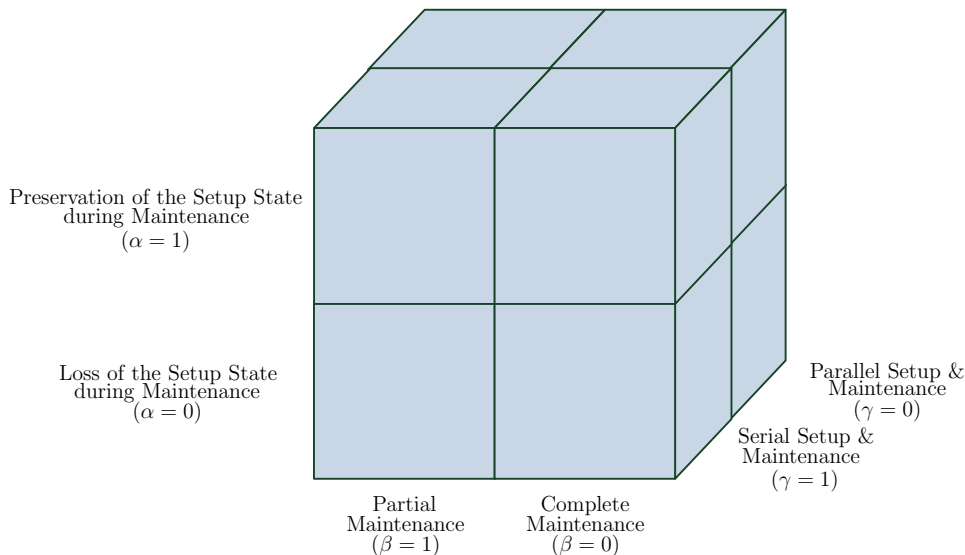 Preservation of the Setup State
during Maintenance
(α = 1)
Loss of the Setup State
during Maintenance
(α = 0)
Parallel Setup &
Maintenance
(γ = 0)
Serial Setup &
Maintenance
(γ = 1)
Partial
Maintenance
(β = 1)
Complete
Maintenance
(β = 0)